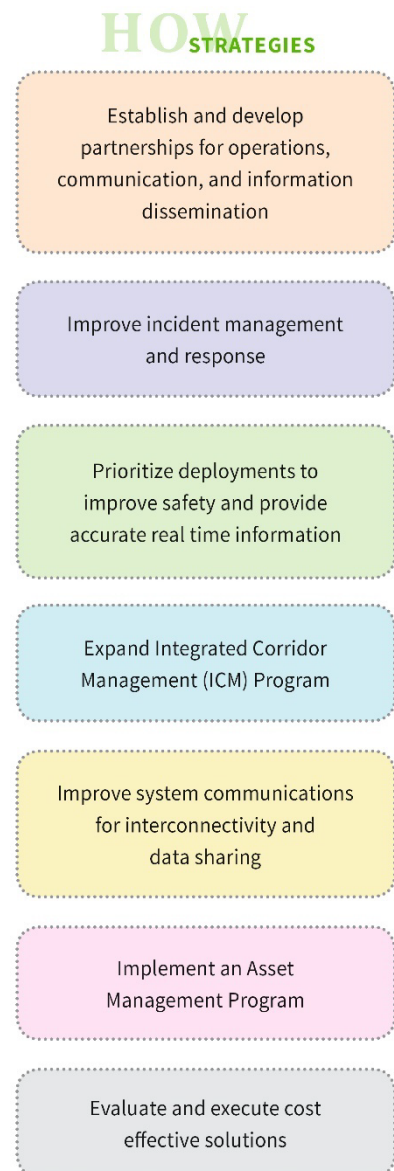 HOW
STRATEGIES
Establish and develop
partnerships for operations,
communication, and information
dissemination
Improve incident management
and response
Prioritize deployments to
improve safety and provide
accurate real time information
Expand Integrated Corridor
Management (ICM) Program
Improve system communications
for interconnectivity and
data sharing
Implement an Asset
Management Program
Evaluate and execute cost
effective solutions